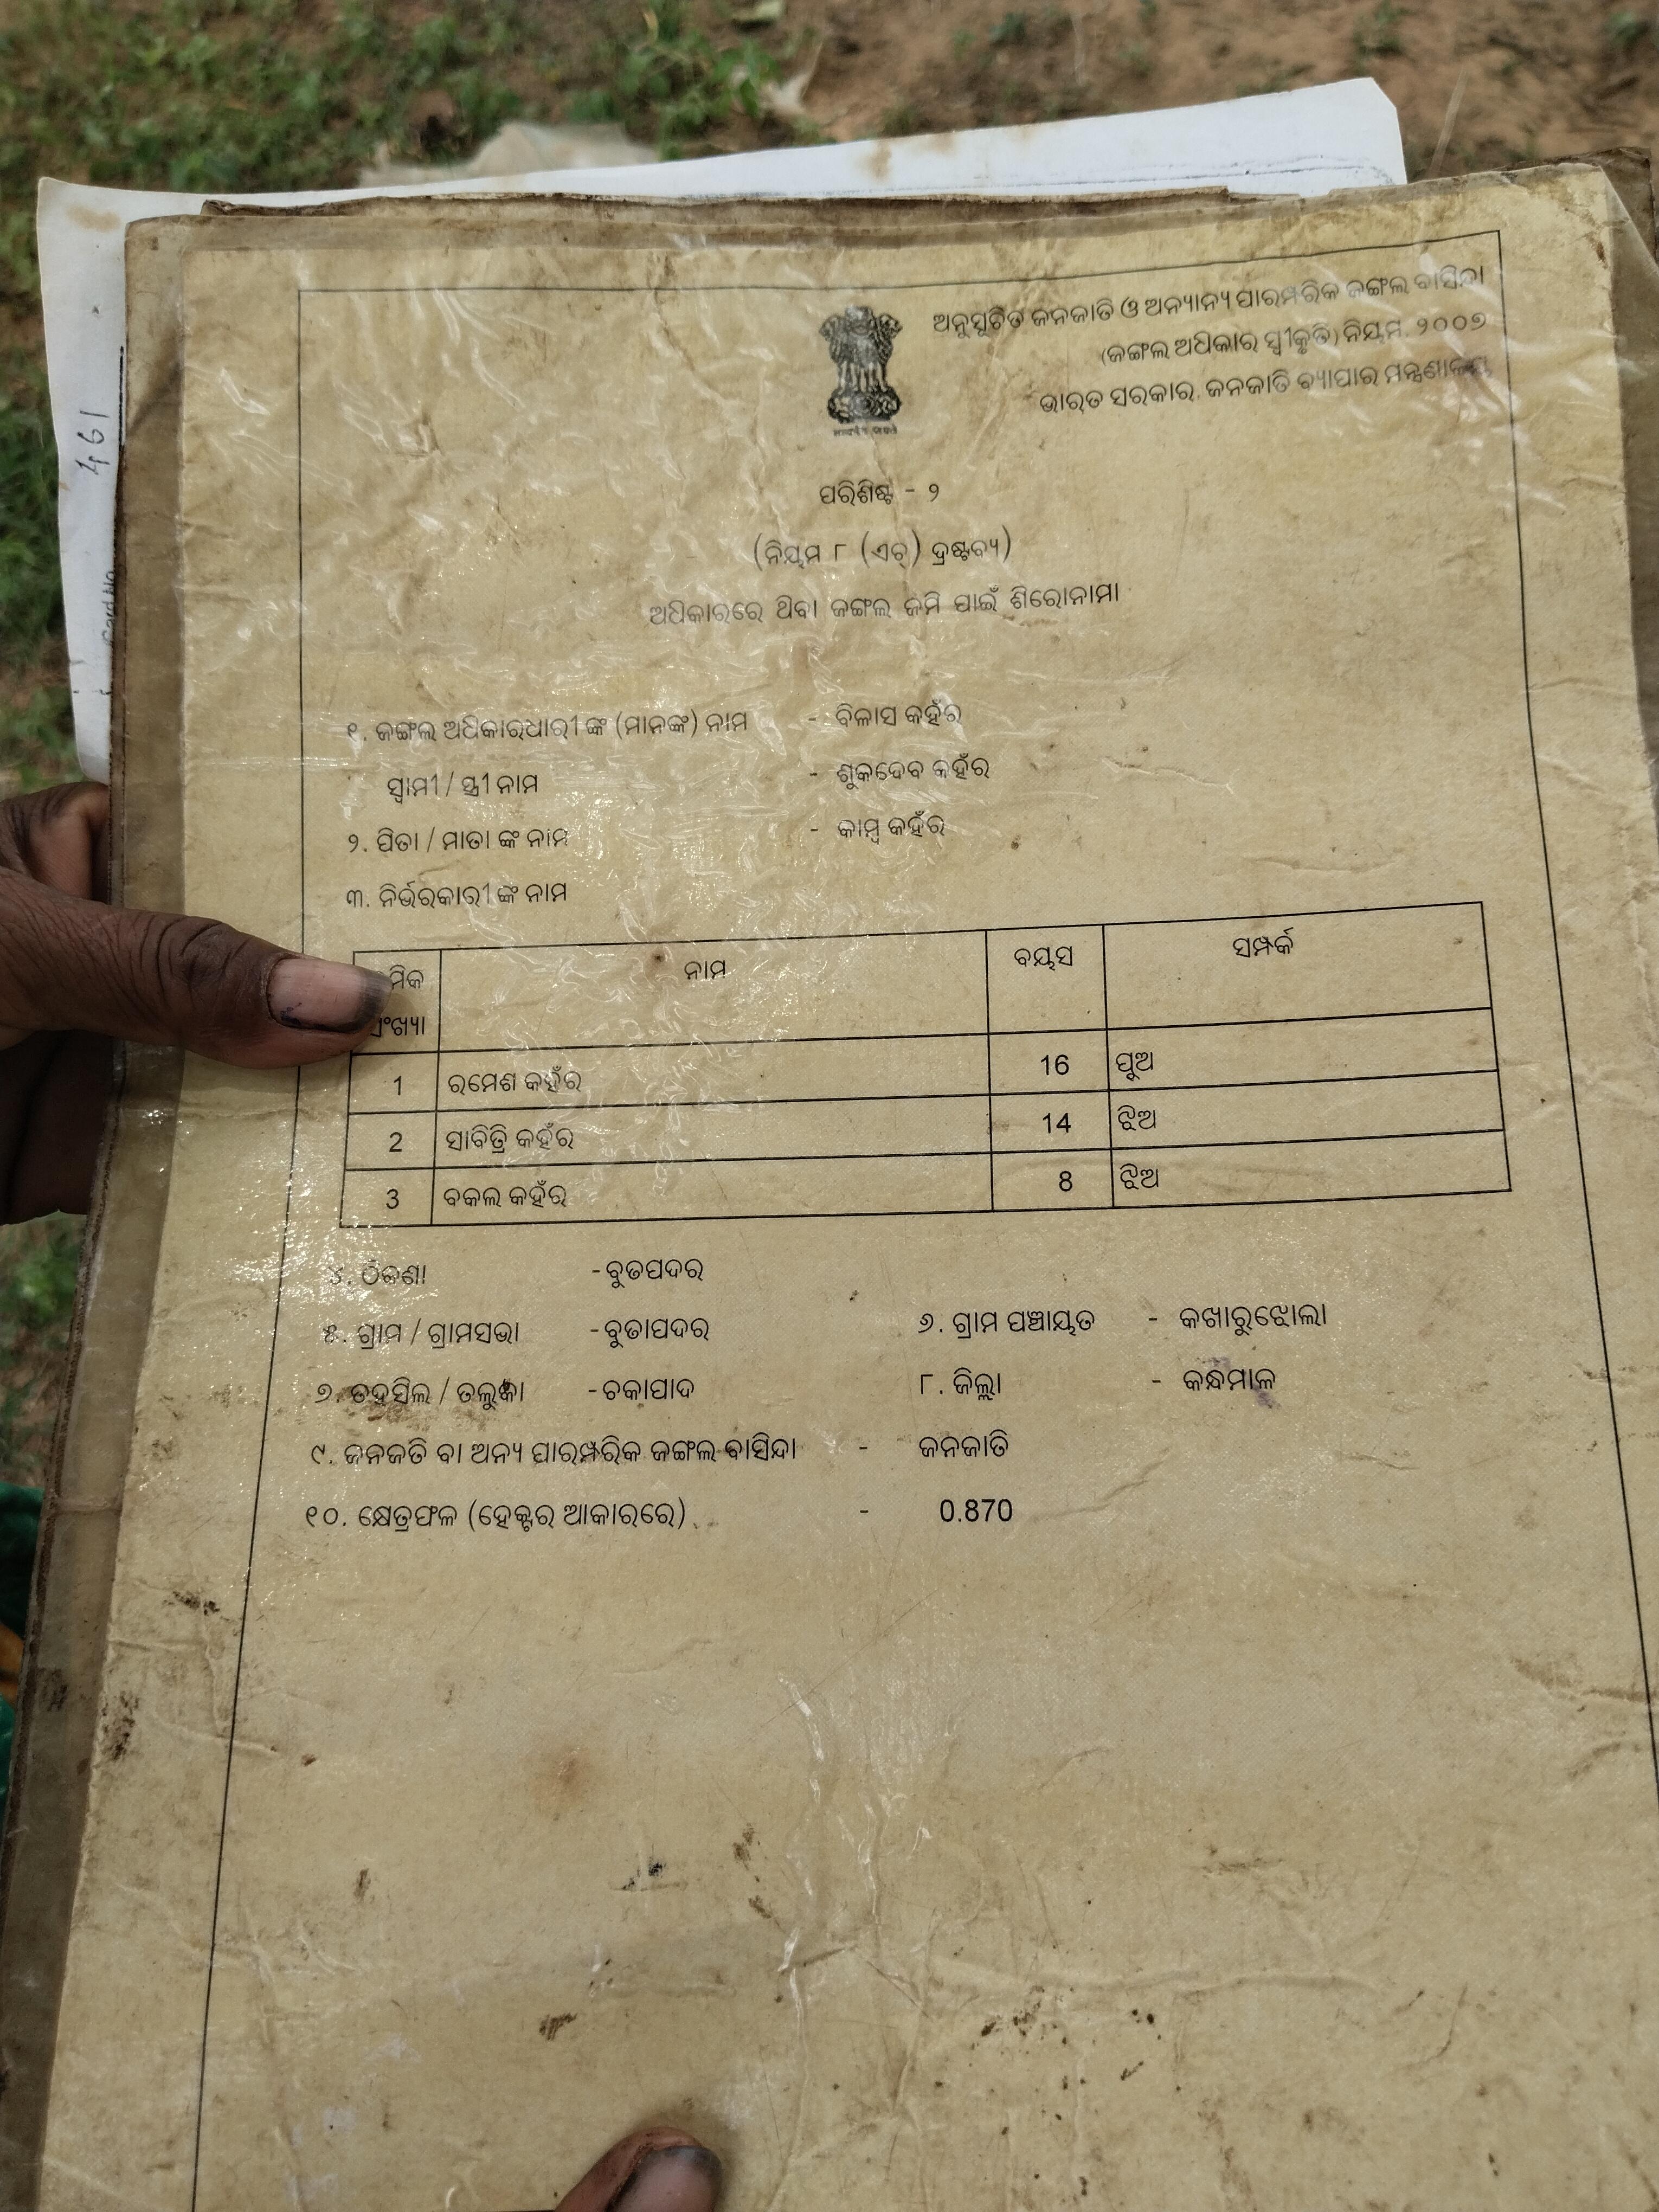 ଅନୁସୂଚିତ ଜନଜାତି ଓ ଅନ୍ୟାନ୍ୟ ପାରମ୍ପରିକ ଜଙ୍ଗଲ ବାସିନ୍ଦା
(ଜଙ୍ଗଲ ଅଧିକାର ସ୍ୱୀକୃତି) ନିୟମ, ୨୦୦୭
ଭାରତ ସରକାର, ଜନଜାତି ବ୍ୟାପାର ମନ୍ତ୍ରଣାଳୟ
461
ପରିଶିଷ୍ଟ - ୨
(ନିୟମ ୮ (ଏଚ୍) ଦ୍ରଷ୍ଟବ୍ୟ)
ଅଧିକାରରେ ଥିବା ଜଙ୍ଗଲ ଜମି ପାଇଁ ଶିରୋନାମା
୧. ଜଙ୍ଗଲ ଅଧିକାରଧାରୀ ଙ୍କ (ମାନଙ୍କ) ନାମ - ବିଳାସ କହଁର
ସ୍ୱାମୀ / ସ୍ତ୍ରୀ ନାମ - ଶୁକଦେବ କହଁର
୨. ପିତା / ମାତା ଙ୍କ ନାମ - କାମ୍ବ କହଁର
୩. ନିର୍ଭରକାରୀ ଙ୍କ ନାମ
ମିକ ନାମ ବୟସ ସମ୍ପର୍କ
ସଂଖ୍ୟା
1 ରମେଶ କହଁର 16 ପୁଅ
2 ସାବିତ୍ରି କହଁର 14 ଝିଅ
3 ବକଲ କହଁର 8 ଝିଅ
୪. ଠିକଣା - ବୁଡପଦର
୫. ଗ୍ରାମ / ଗ୍ରାମସଭା - ବୁଡାପଦର ୬. ଗ୍ରାମ ପଞ୍ଚାୟତ - କଖାରୁଝୋଲା
୭. ତହସିଲ / ତଲୁକା - ଚକାପାଦ ୮. ଜିଲ୍ଲା - କନ୍ଧମାଳ
୯. ଜନଜତି ବା ଅନ୍ୟ ପାରମ୍ପରିକ ଜଙ୍ଗଲ ବାସିନ୍ଦା - ଜନଜାତି
୧୦. କ୍ଷେତ୍ରଫଳ (ହେକ୍ଟର ଆକାରରେ) - 0.870